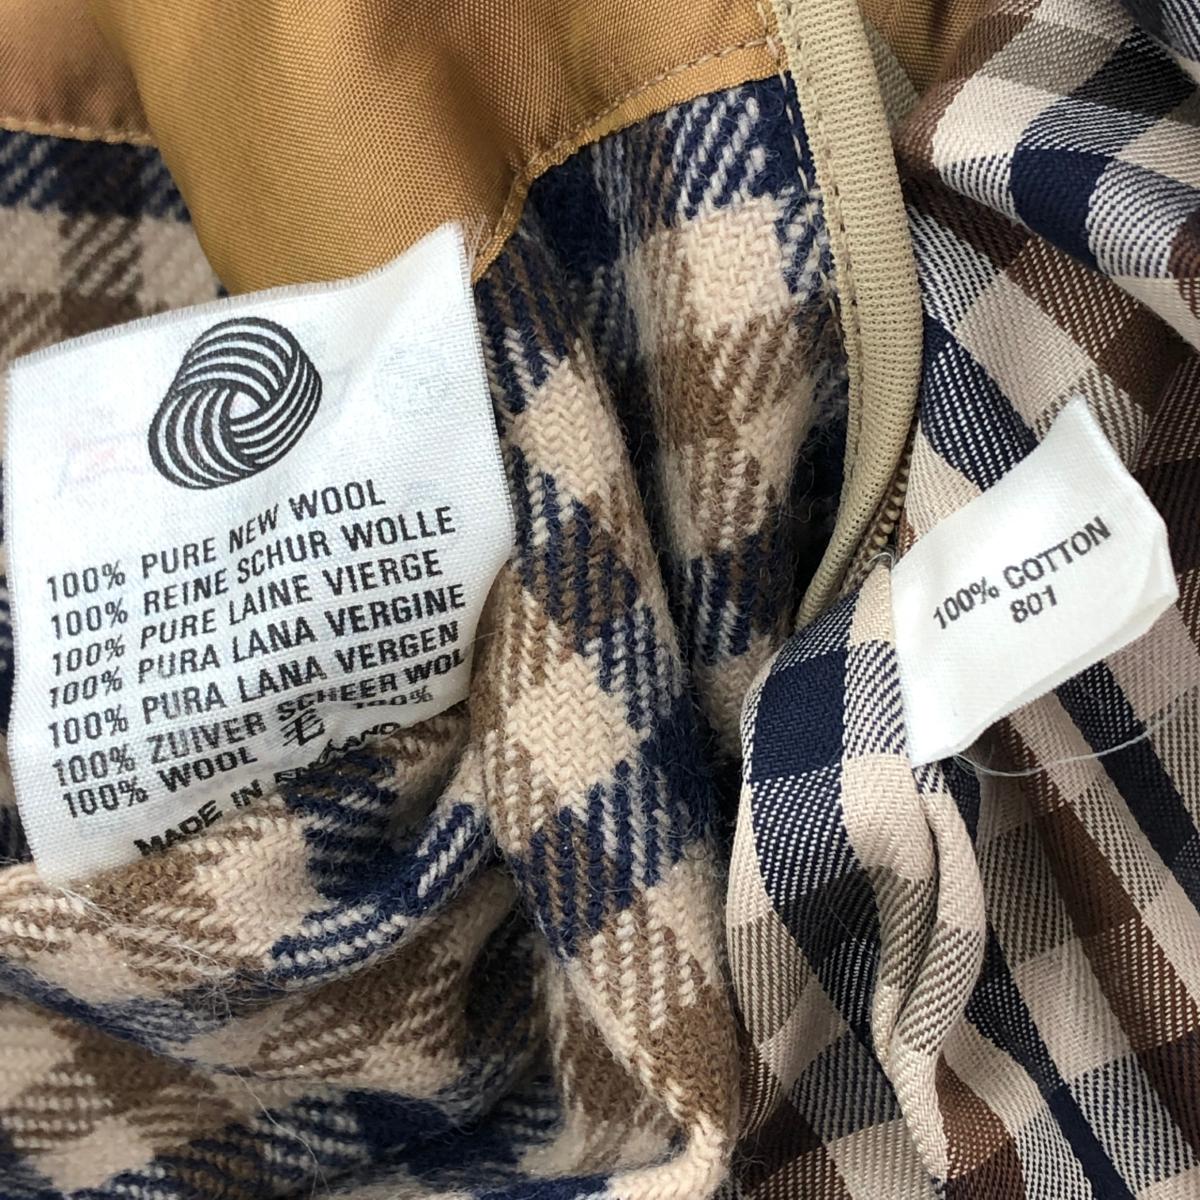 100% PURE NEW WOOL
100% REINE SCHUR WOLLE
100% PURE LAINE VIERGE
100% PURA LANA VERGINE
100% PURA LANA VERGEN
100% ZUIVER SCHEER WOL
100% WOOL E 100%
MADE IN ENGLAND
100% COTTON
801